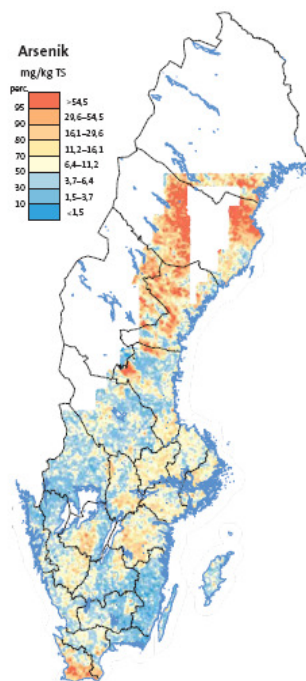 Arsenik
mg/kg TS
perc.
95 >54,5
90 29,6–54,5
85 16,1–29,6
70 11,2–16,1
50 6,4–11,2
30 3,7–6,4
10 1,5–3,7
<1,5